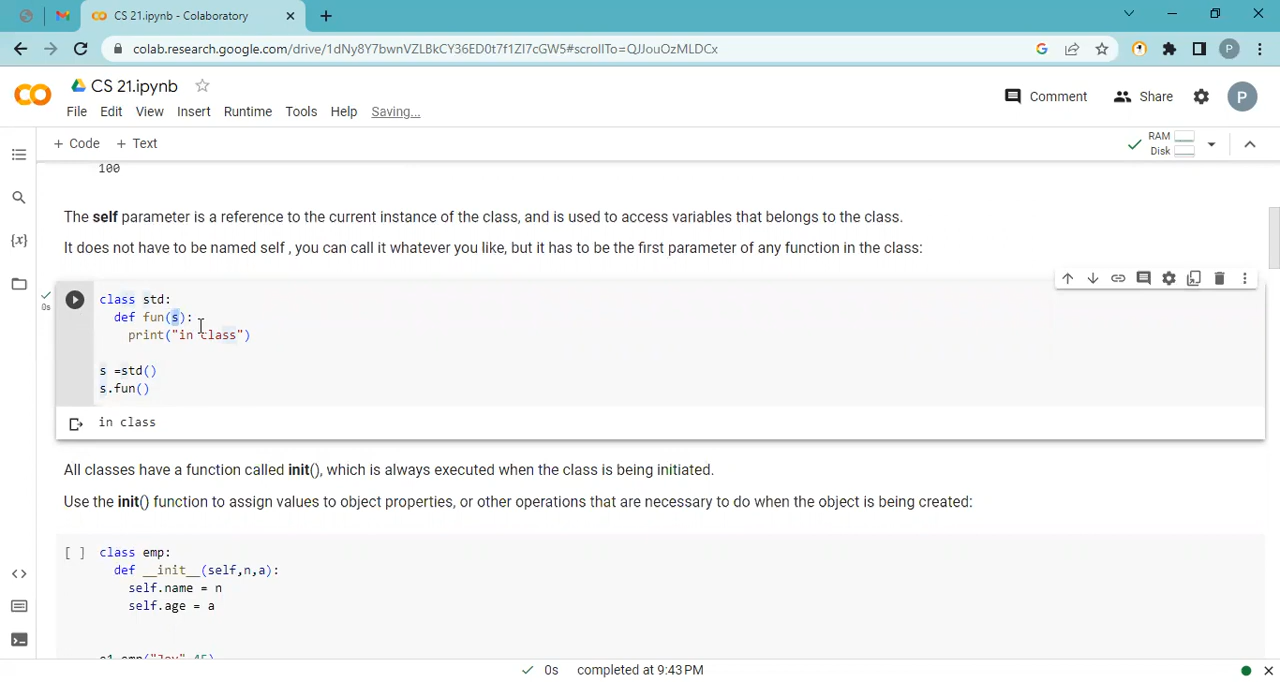 CS 21.ipynb - Colaboratory
colab.research.google.com/drive/1dNy8Y7bwnVZLBkCY36ED0t7f1Zl7cGW5#scrollTo=QJJouOzMLDCx
P
CS 21.ipynb
Comment
Share
P
File Edit View Insert Runtime Tools Help Saving...
+ Code + Text
RAM
Disk
100
The self parameter is a reference to the current instance of the class, and is used to access variables that belongs to the class.
It does not have to be named self , you can call it whatever you like, but it has to be the first parameter of any function in the class:
{x}
0s
class std:
def fun(s):
print("in class")
s =std()
s.fun()
in class
All classes have a function called init(), which is always executed when the class is being initiated.
Use the init() function to assign values to object properties, or other operations that are necessary to do when the object is being created:
[ ] class emp:
def __init__(self,n,a):
self.name = n
self.age = a
0s completed at 9:43 PM